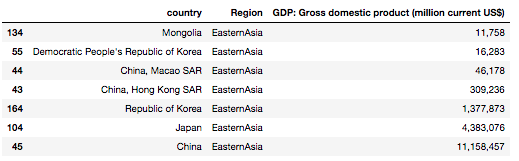 country Region GDP: Gross domestic product (million current US$)
134 Mongolia EasternAsia 11,758
55 Democratic People's Republic of Korea EasternAsia 16,283
44 China, Macao SAR EasternAsia 46,178
43 China, Hong Kong SAR EasternAsia 309,236
164 Republic of Korea EasternAsia 1,377,873
104 Japan EasternAsia 4,383,076
45 China EasternAsia 11,158,457